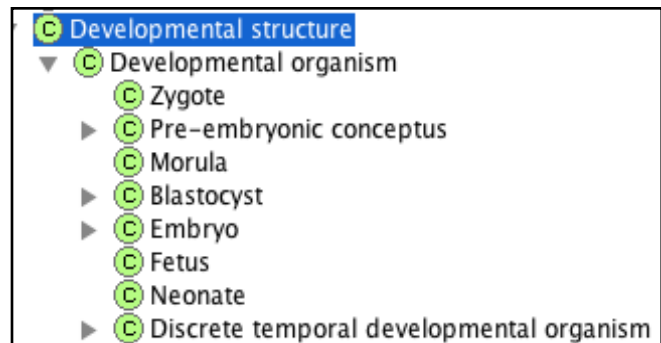 C Developmental structure
C Developmental organism
C Zygote
C Pre-embryonic conceptus
C Morula
C Blastocyst
C Embryo
C Fetus
C Neonate
C Discrete temporal developmental organism